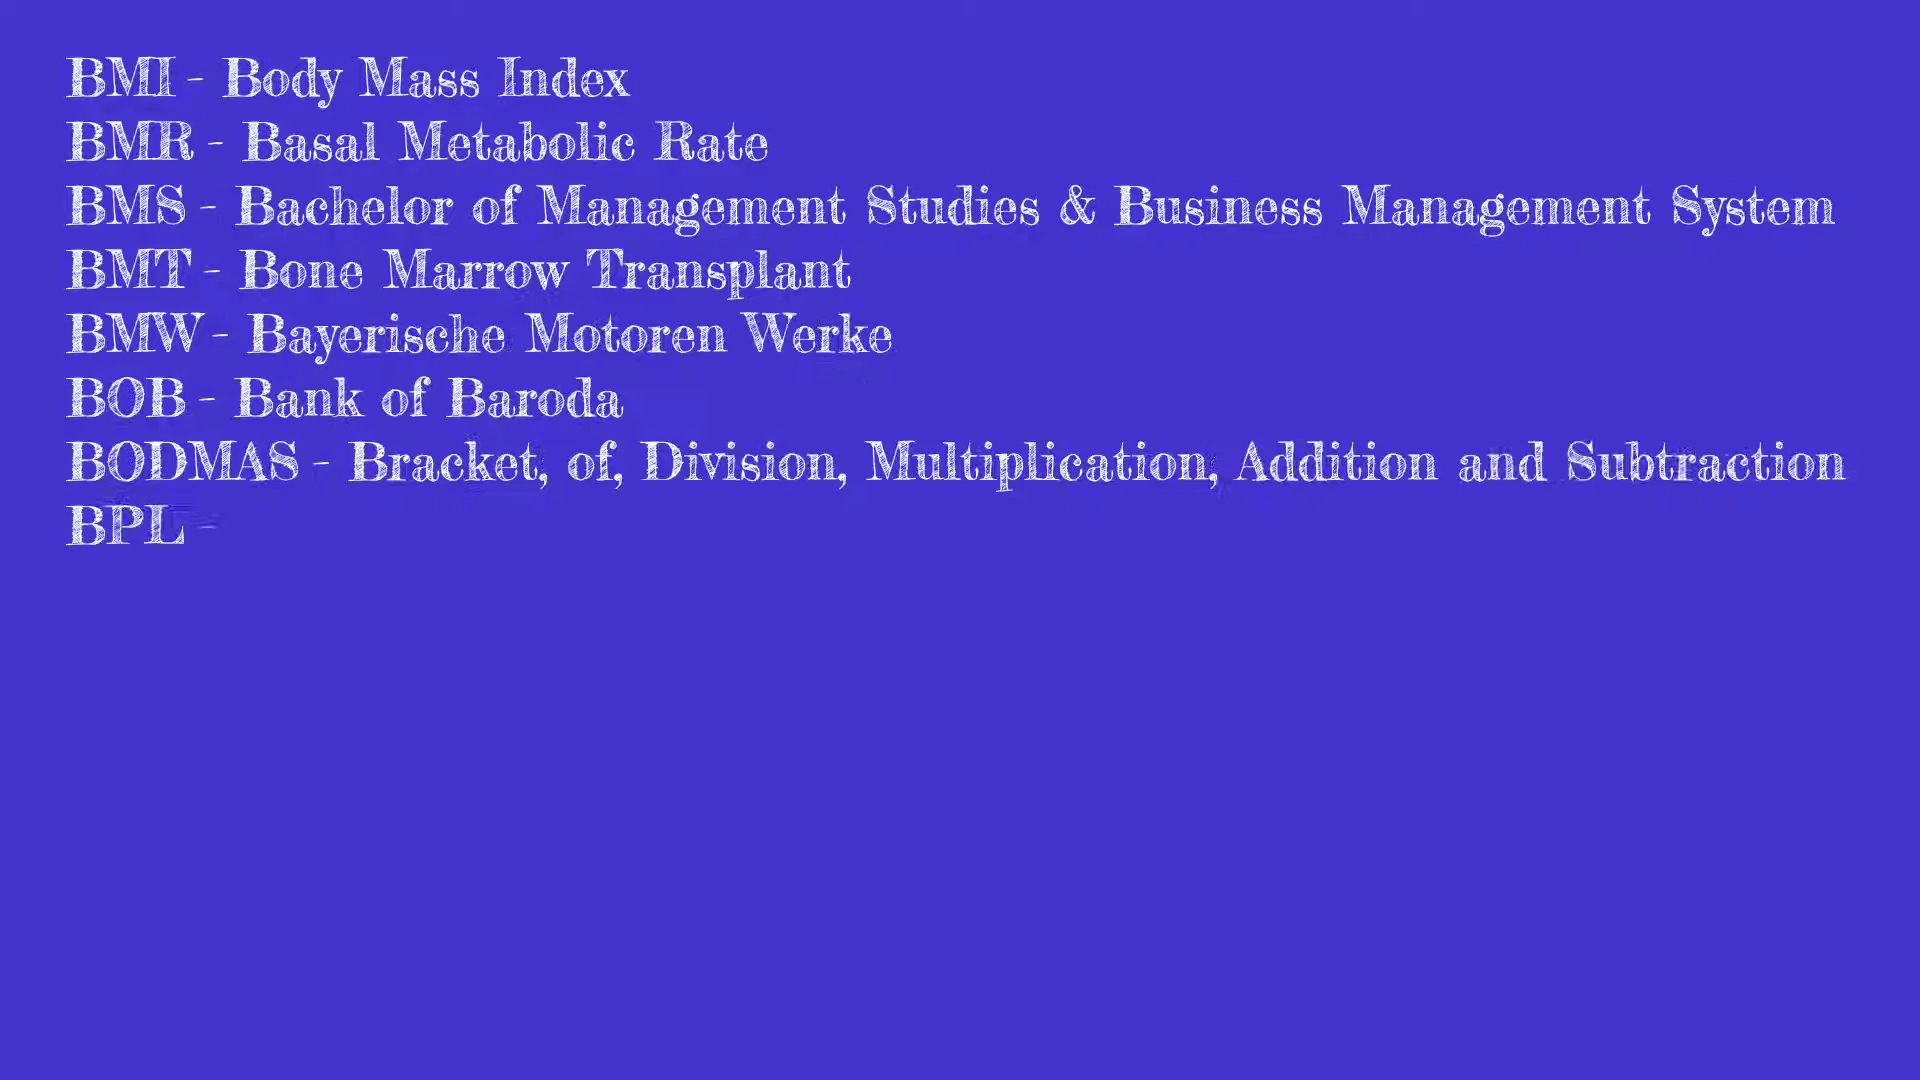 BMI - Body Mass Index
BMR - Basal Metabolic Rate
BMS - Bachelor of Management Studies & Business Management System
BMT - Bone Marrow Transplant
BMW - Bayerische Motoren Werke
BOB - Bank of Baroda
BODMAS - Bracket, of, Division, Multiplication, Addition and Subtraction
BPL -